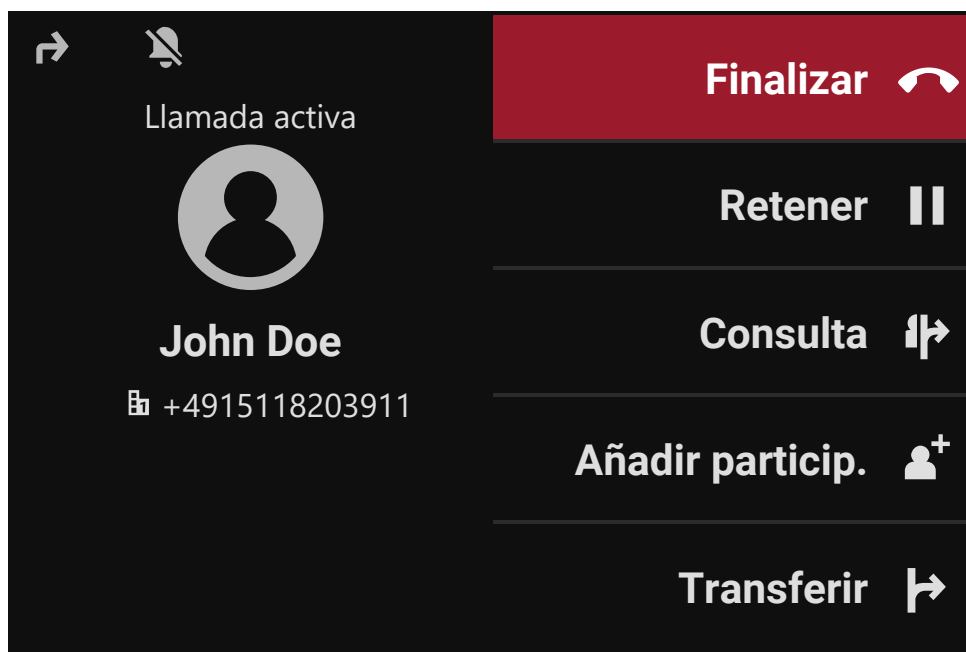 Llamada activa
John Doe
+4915118203911
Finalizar
Retener
Consulta
Añadir particip.
Transferir